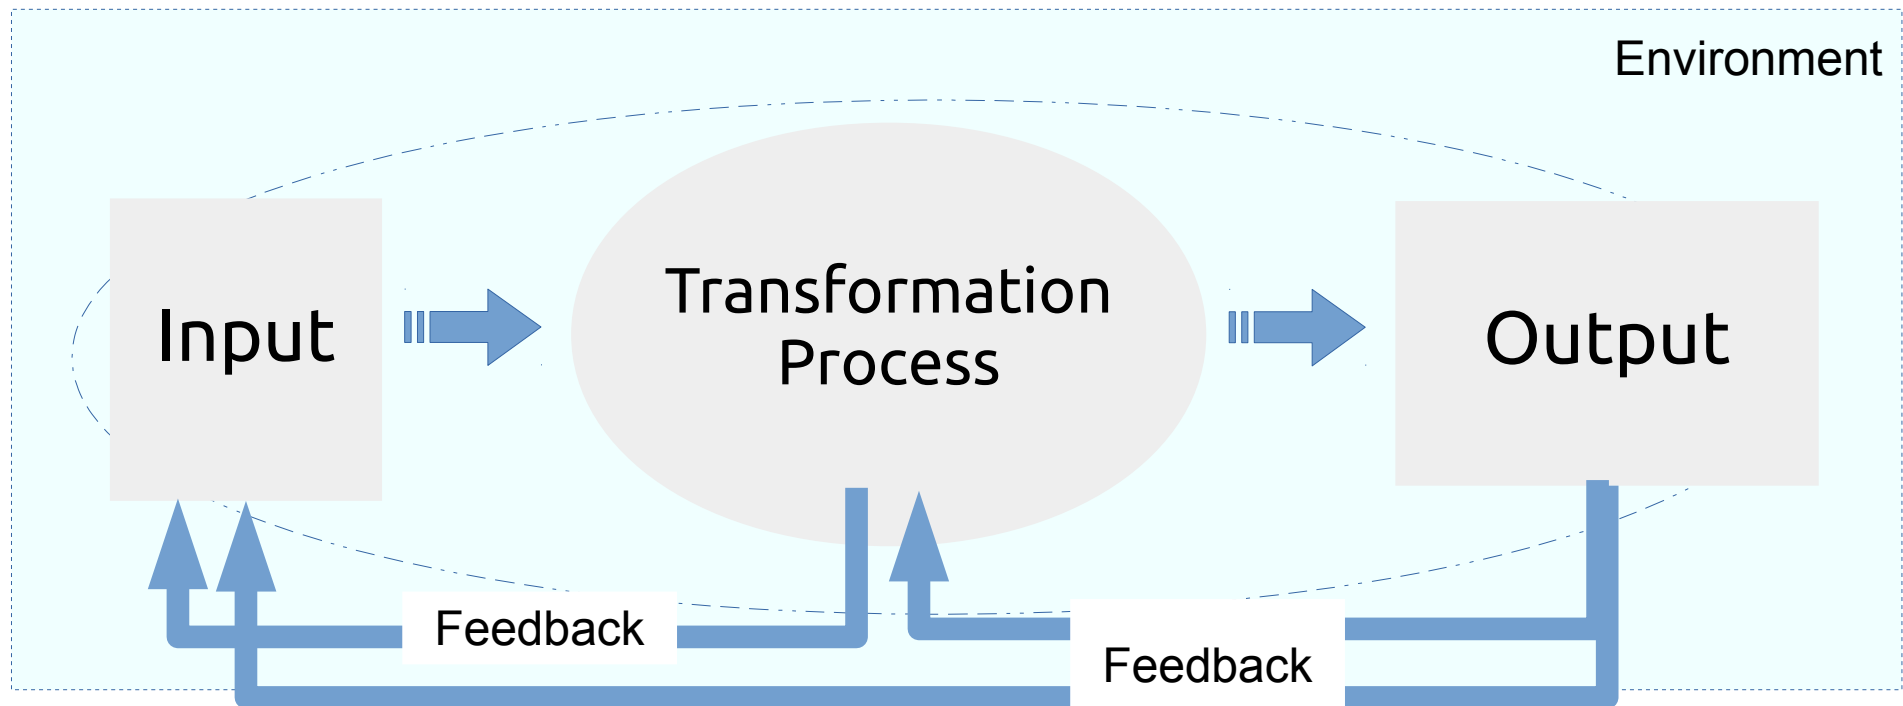 Environment
Input
Transformation
Process
Output
Feedback
Feedback